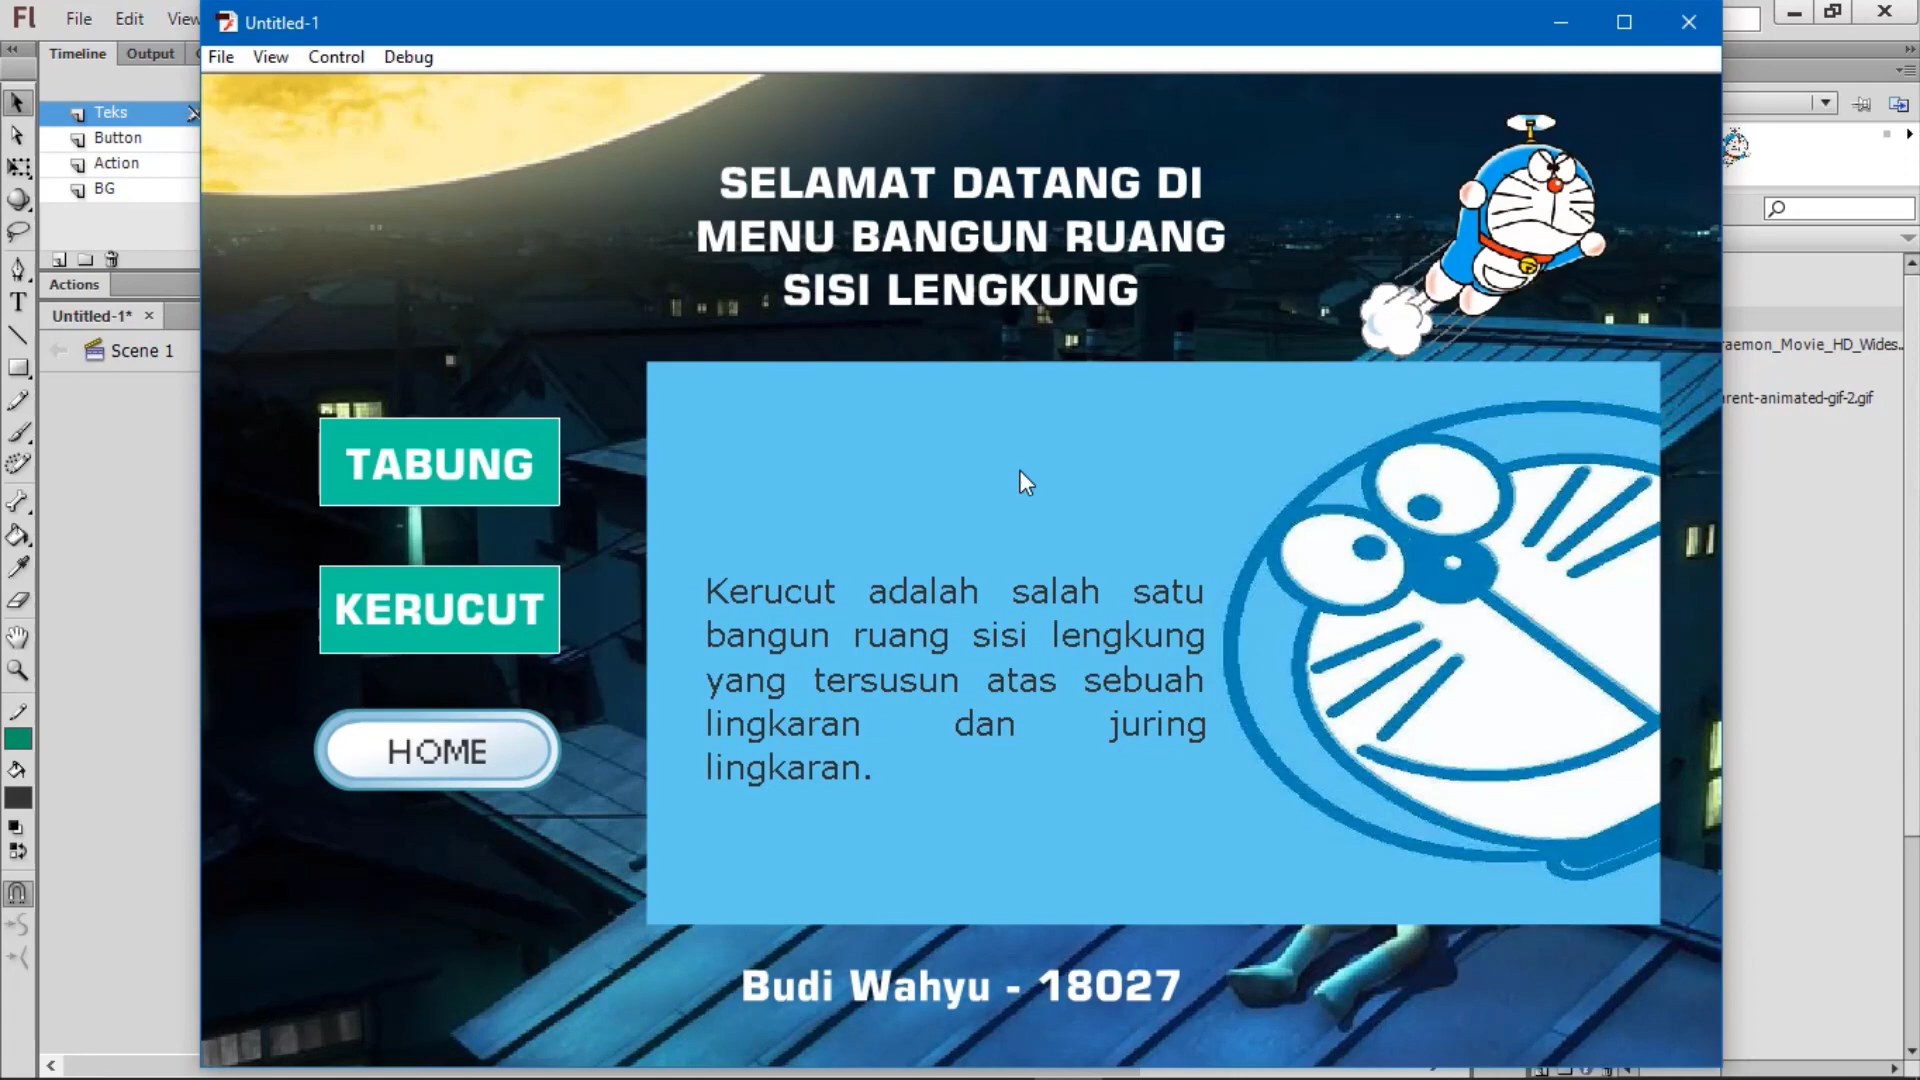 Fl
File Edit View
Untitled-1
File View Control Debug
Timeline Output
Teks
Button
Action
BG
Actions
Untitled-1*
Scene 1
SELAMAT DATANG DI
MENU BANGUN RUANG
SISI LENGKUNG
TABUNG
KERUCUT
HOME
Kerucut adalah salah satu
bangun ruang sisi lengkung
yang tersusun atas sebuah
lingkaran dan juring
lingkaran.
Budi Wahyu - 18027
raemon_Movie_HD_Wides..
arent-animated-gif-2.gif